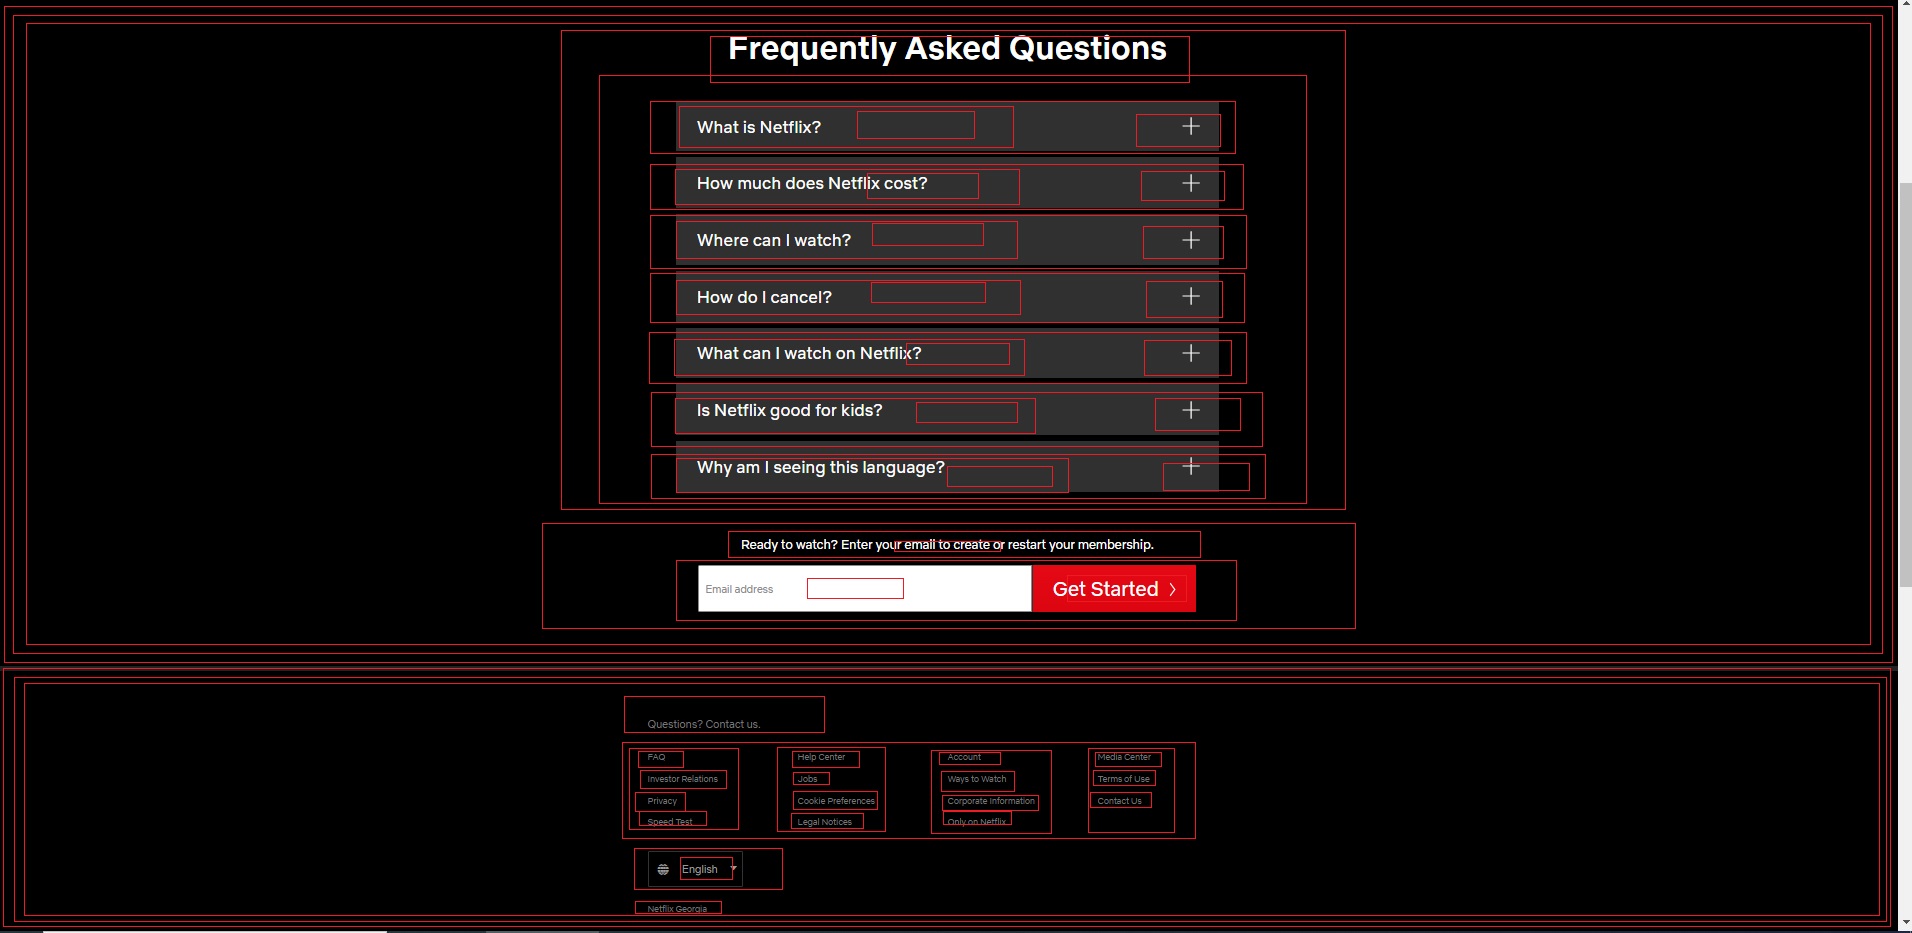 Frequently Asked Questions
What is Netflix?
How much does Netflix cost?
Where can I watch?
How do I cancel?
What can I watch on Netflix?
Is Netflix good for kids?
Why am I seeing this language?
Ready to watch? Enter your email to create or restart your membership.
Email address
Get Started
Questions? Contact us.
FAQ
Investor Relations
Privacy
Speed Test
Help Center
Jobs
Cookie Preferences
Legal Notices
Account
Ways to Watch
Corporate Information
Only on Netflix
Media Center
Terms of Use
Contact Us
English
Netflix Georgia